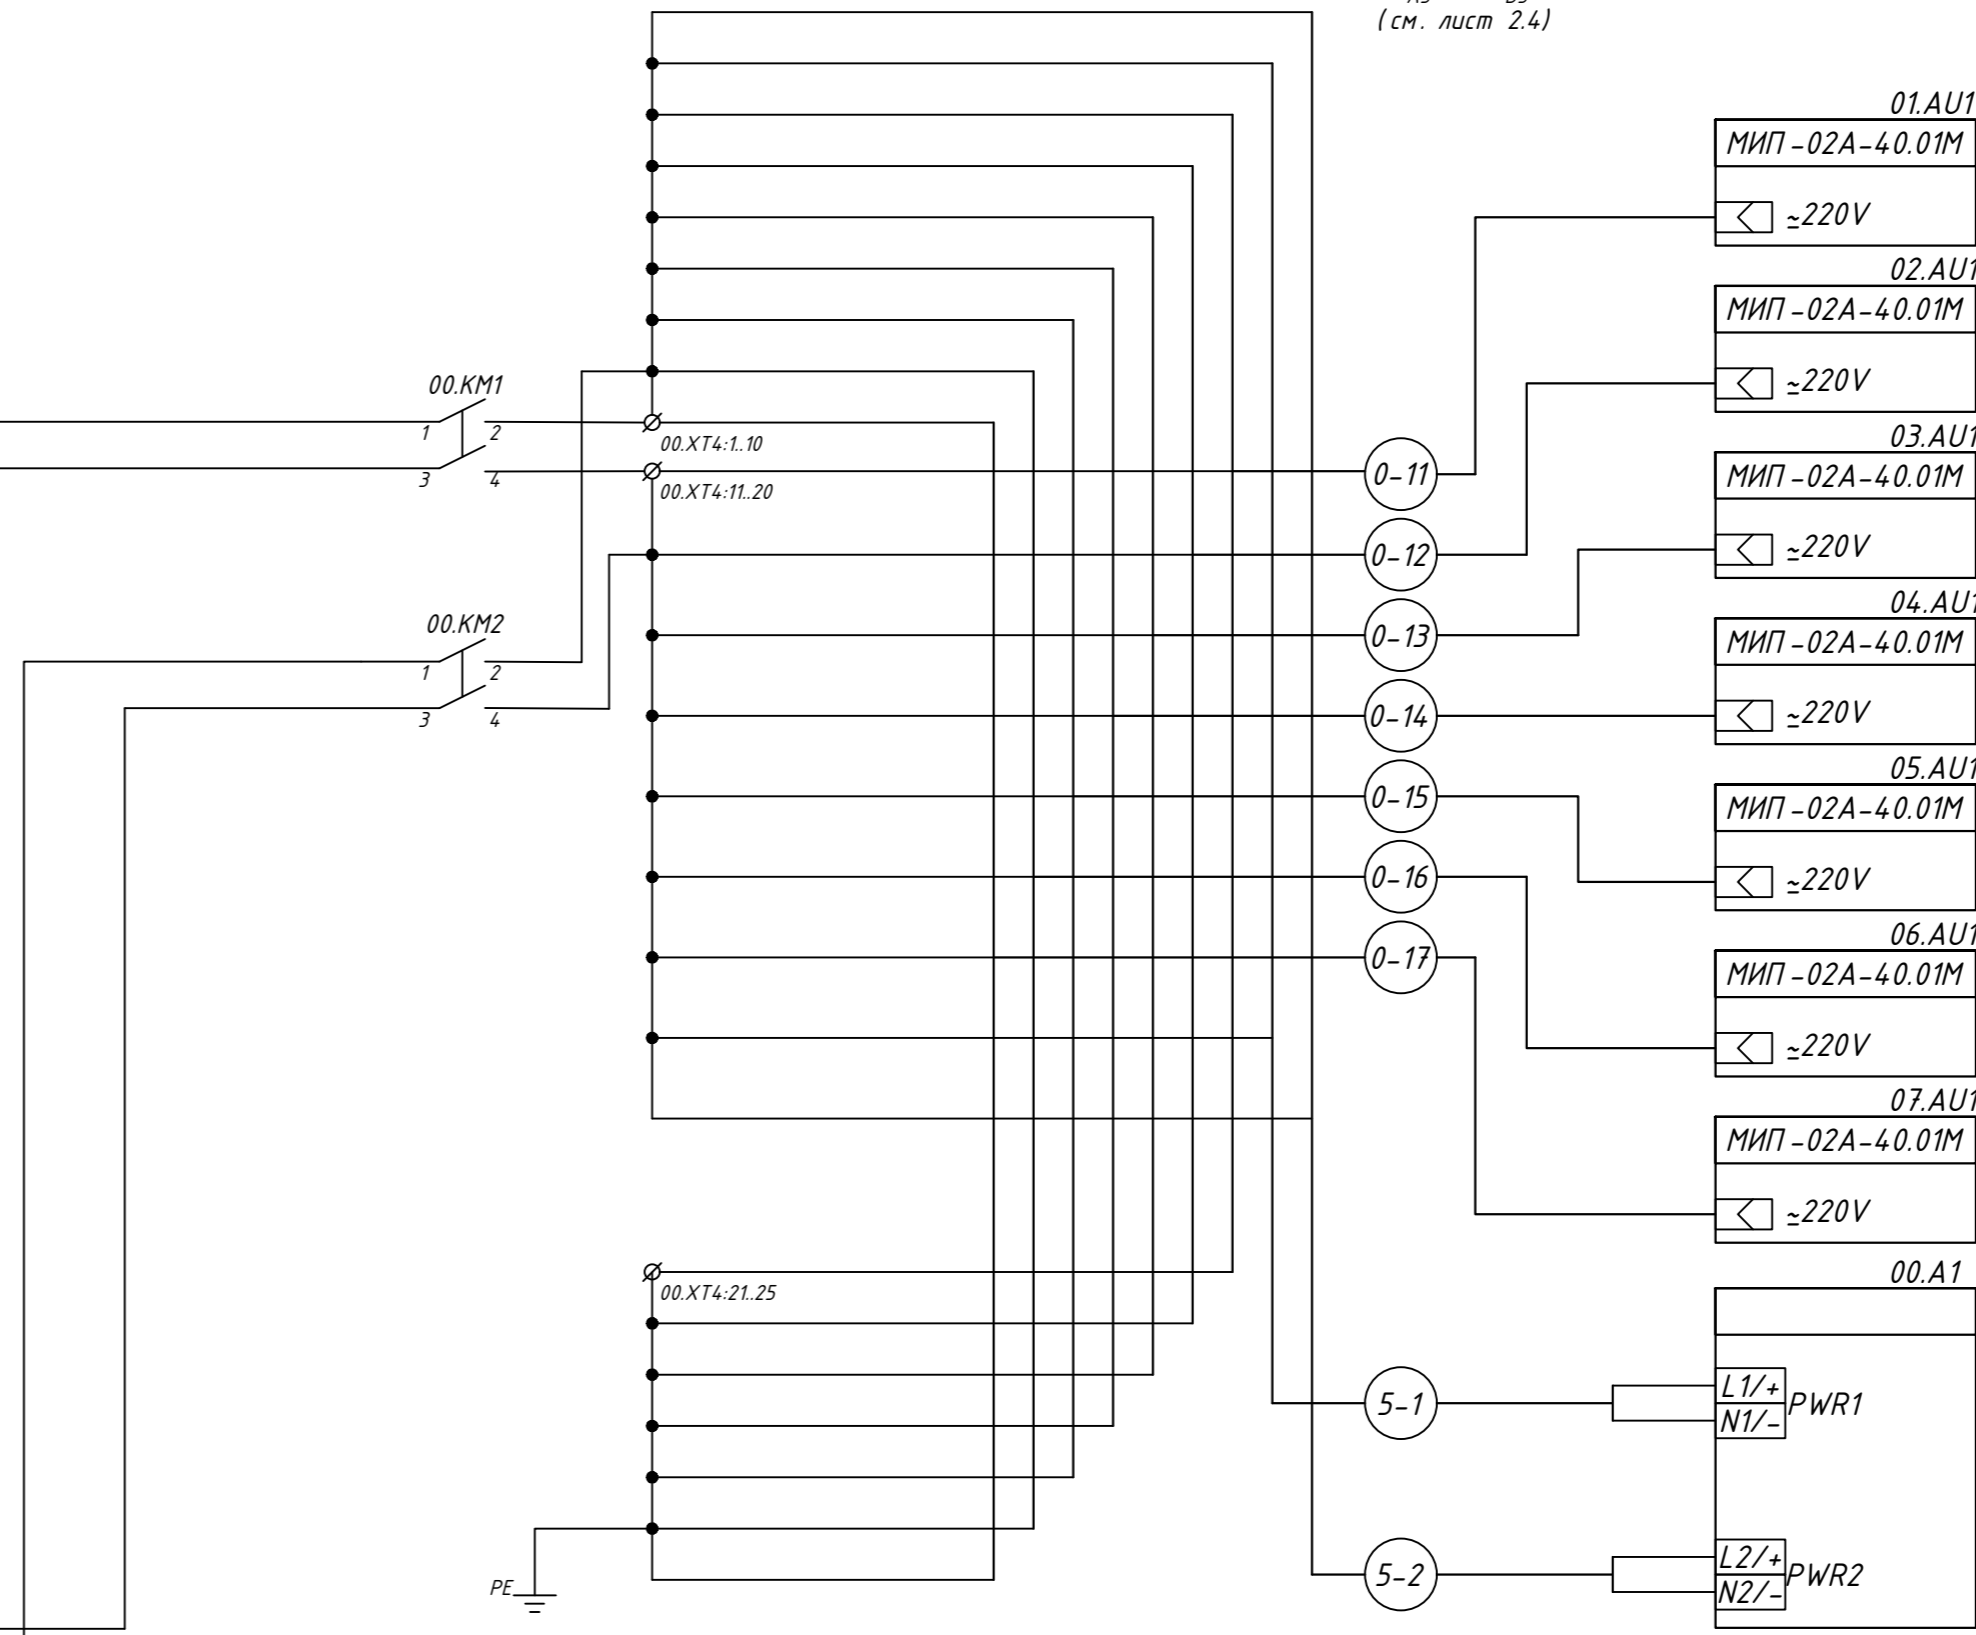 (см. лист 2.4)
01.AU1
МИП-02А-40.01М
≃220V
02.AU1
МИП-02А-40.01М
≃220V
00.KM1
1 2
3 4
00.XT4:1..10
00.XT4:11..20
0-11
03.AU1
МИП-02А-40.01М
≃220V
0-12
00.KM2
1 2
3 4
0-13
04.AU1
МИП-02А-40.01М
≃220V
0-14
05.AU1
МИП-02А-40.01М
≃220V
0-15
0-16
06.AU1
МИП-02А-40.01М
≃220V
0-17
07.AU1
МИП-02А-40.01М
≃220V
00.XT4:21..25
00.A1
5-1
L1/+
N1/-
PWR1
5-2
L2/+
N2/-
PWR2
PE